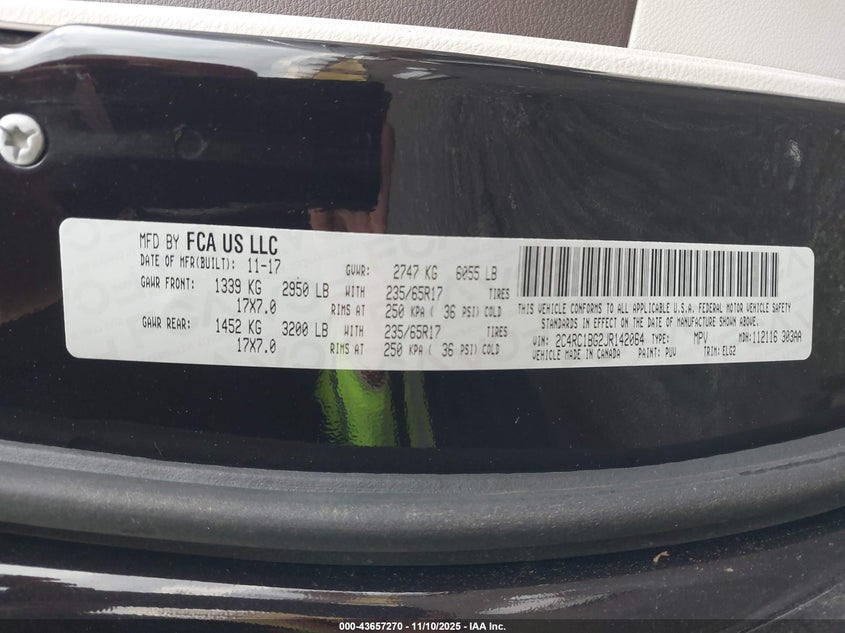 MFD BY FCA US LLC
DATE OF MFR(BUILT): 11-17 GVWR: 2747 KG 6055 LB
GAWR FRONT: 1339 KG 2950 LB WITH 235/65R17 TIRES
17X7.0 RIMS AT 250 KPA ( 36 PSI) COLD
GAWR REAR: 1452 KG 3200 LB WITH 235/65R17 TIRES
17X7.0 RIMS AT 250 KPA ( 36 PSI) COLD
THIS VEHICLE CONFORMS TO ALL APPLICABLE U.S.A. FEDERAL MOTOR VEHICLE SAFETY
STANDARDS IN EFFECT ON THE DATE OF MANUFACTURE SHOWN ABOVE.
VIN: 2C4RC1BG2JR142064 TYPE: MPV MDH:112116 303AA
VEHICLE MADE IN CANADA PAINT: PUV TRIM: ELG2
000-43657270 - 11/10/2025 - IAA Inc.